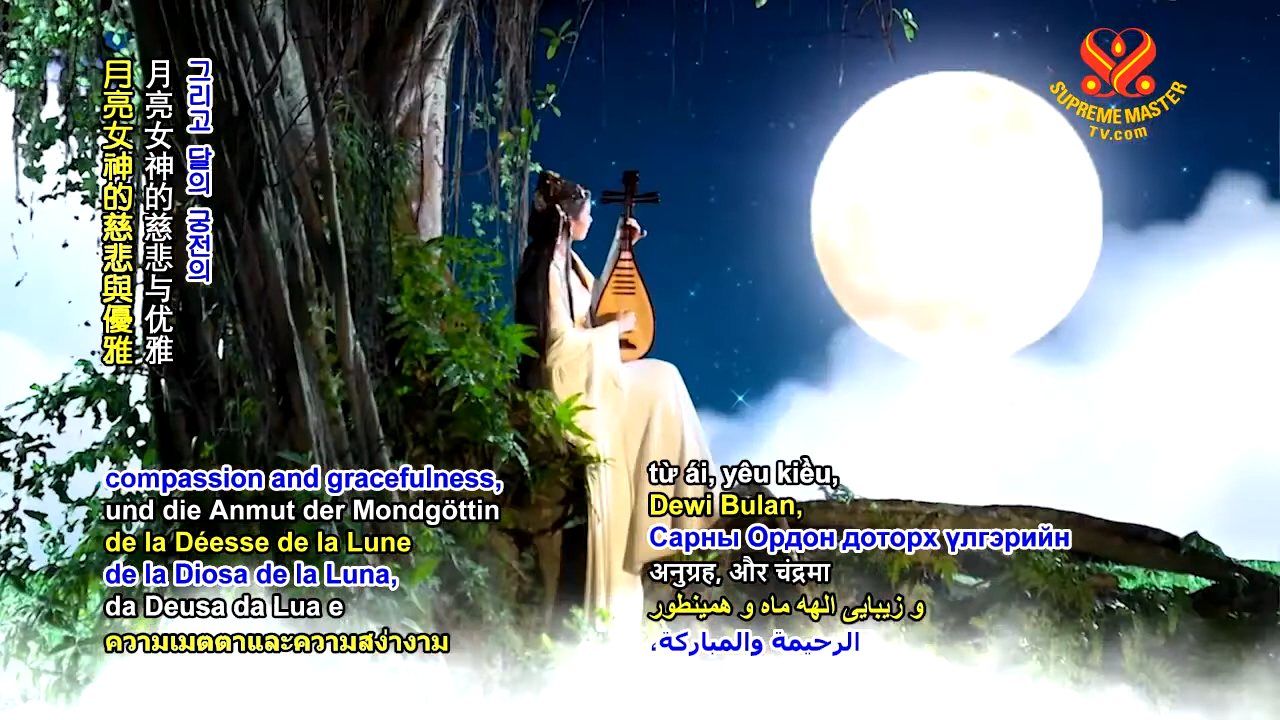 月亮女神的慈悲與優雅
月亮女神的慈悲与优雅
그리고 달의 궁전의
SUPREME MASTER
TV.com
compassion and gracefulness,
und die Anmut der Mondgöttin
de la Déesse de la Lune
de la Diosa de la Luna,
da Deusa da Lua e
ความเมตตาและความสง่างาม
từ ái, yêu kiều,
Dewi Bulan,
Сарны Ордон доторх үлгэрийн
अनुग्रह, और चंद्रमा
و زیبایی الهه ماه و همینطور
الرحيمة والمباركة،